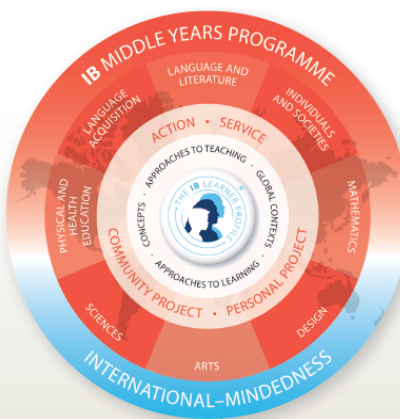 IB MIDDLE YEARS PROGRAMME
LANGUAGE AND
LITERATURE
INDIVIDUALS
AND SOCIETIES
MATHEMATICS
DESIGN
ARTS
SCIENCES
PHYSICAL AND
HEALTH
EDUCATION
LANGUAGE
ACQUISITION
ACTION • SERVICE
PERSONAL PROJECT
COMMUNITY PROJECT •
APPROACHES TO TEACHING ·
GLOBAL CONTEXTS
· APPROACHES TO LEARNING ·
CONCEPTS ·
THE IB LEARNER PROFILE ®
INTERNATIONAL–MINDEDNESS